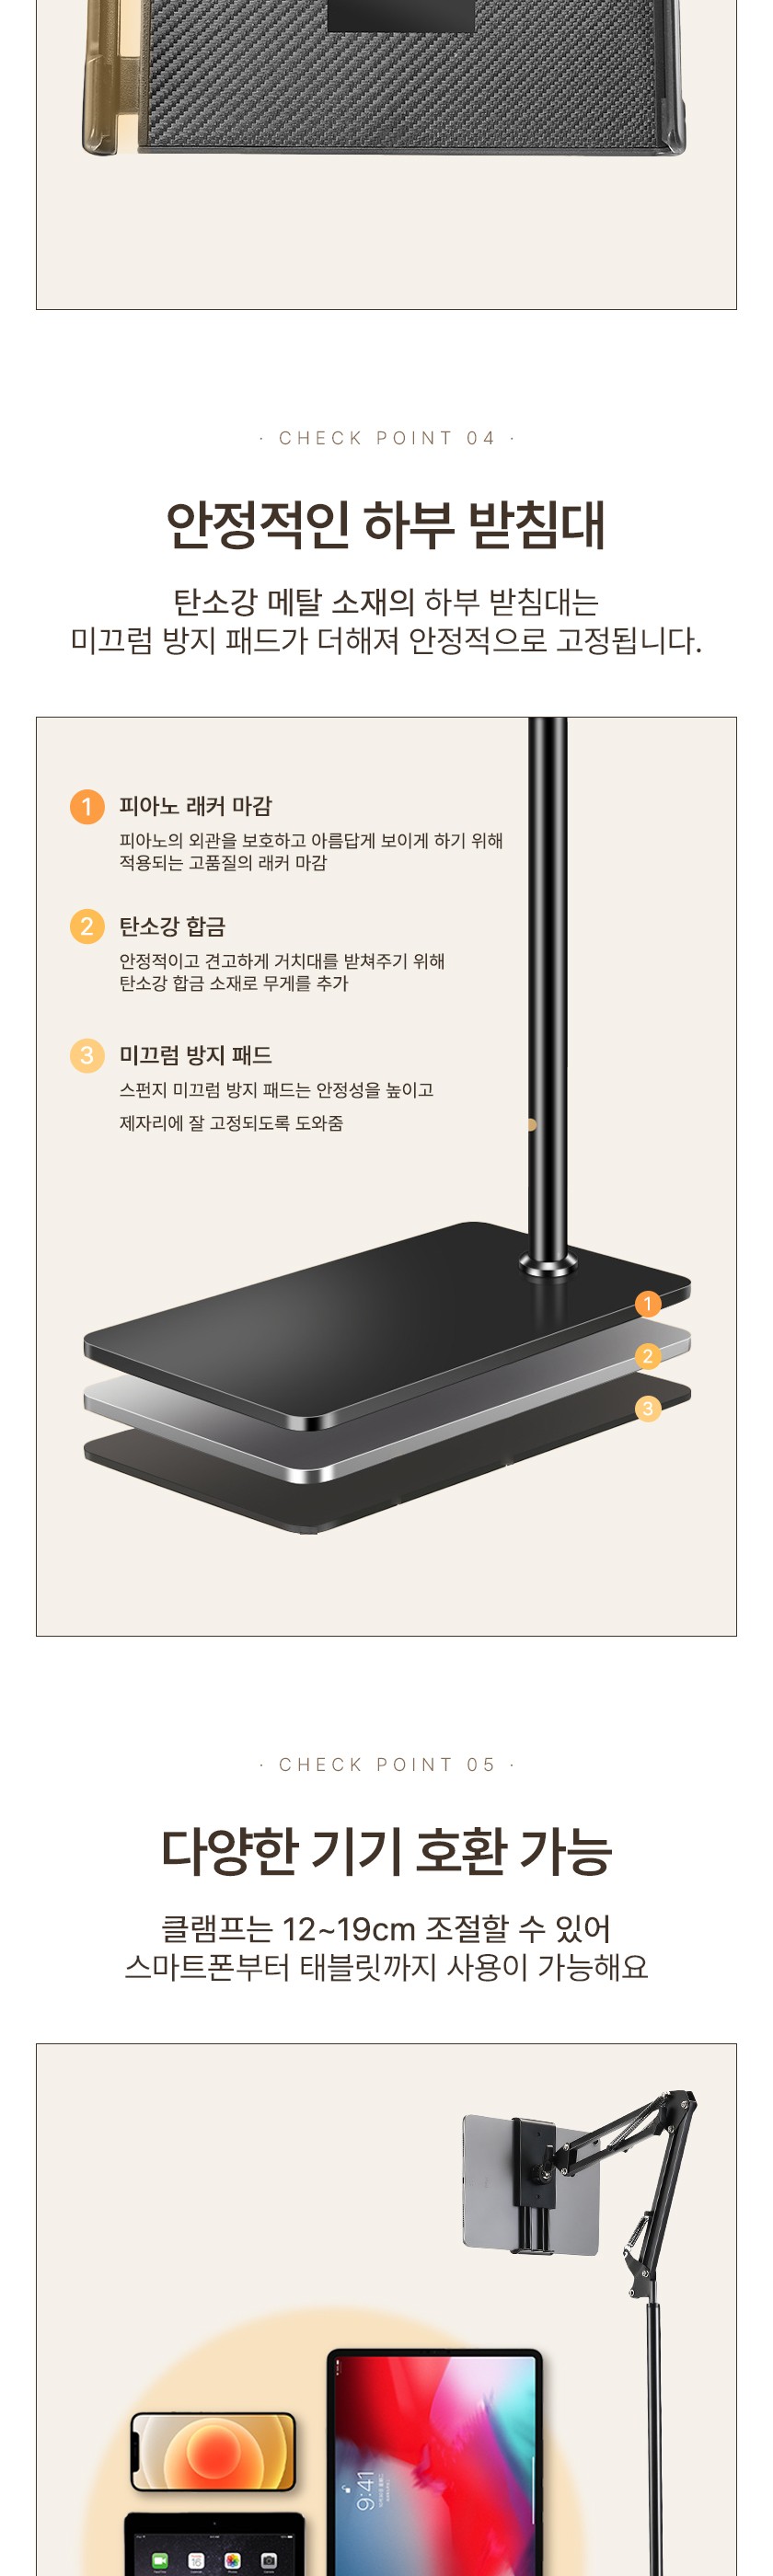 · CHECK POINT 04 ·
안정적인 하부 받침대
탄소강 메탈 소재의 하부 받침대는
미끄럼 방지 패드가 더해져 안정적으로 고정됩니다.
1 피아노 래커 마감
피아노의 외관을 보호하고 아름답게 보이게 하기 위해
적용되는 고품질의 래커 마감
2 탄소강 합금
안정적이고 견고하게 거치대를 받쳐주기 위해
탄소강 합금 소재로 무게를 추가
3 미끄럼 방지 패드
스펀지 미끄럼 방지 패드는 안정성을 높이고
제자리에 잘 고정되도록 도와줌
1
2
3
· CHECK POINT 05 ·
다양한 기기 호환 가능
클램프는 12~19cm 조절할 수 있어
스마트폰부터 태블릿까지 사용이 가능해요
9:41